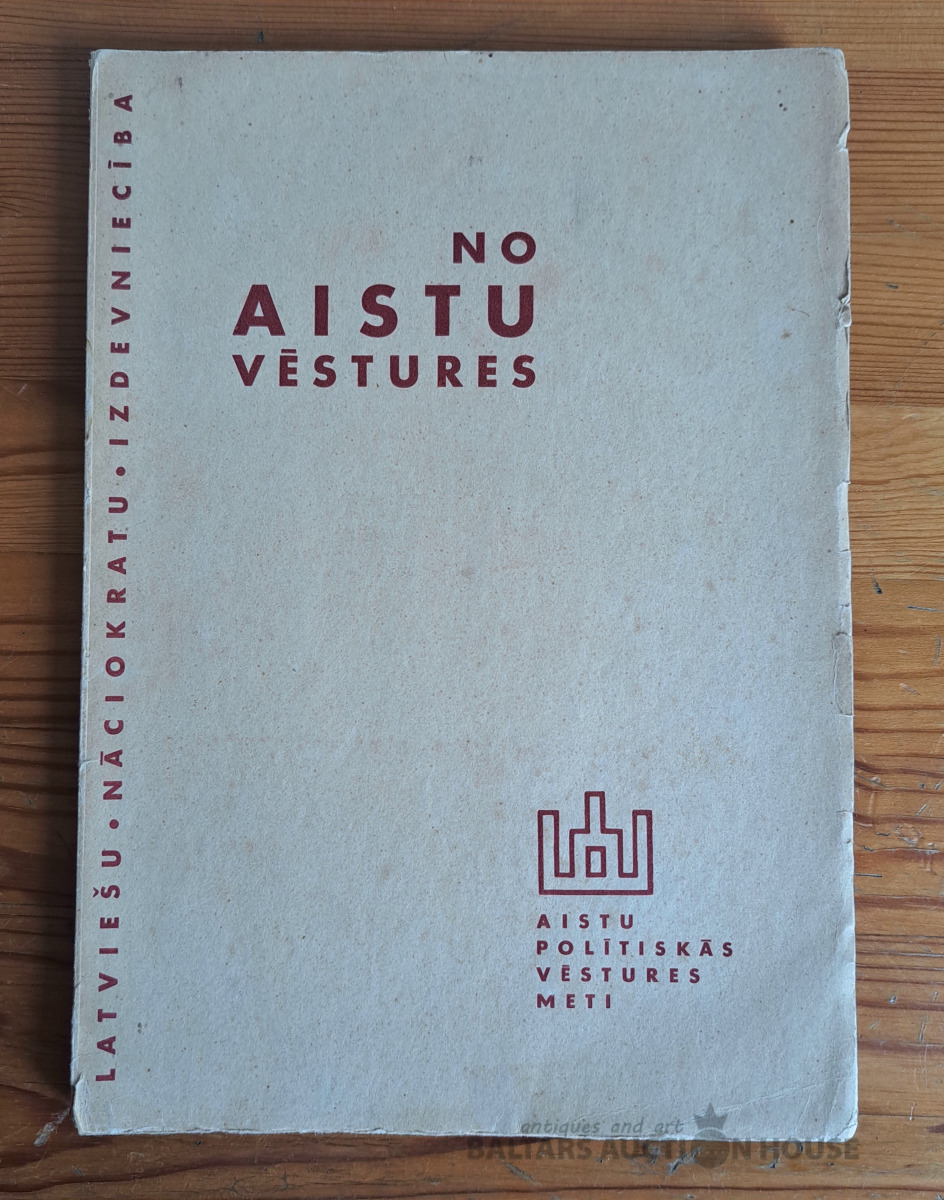 NO
AISTU
VĒSTURES
LATVIEŠU • NĀCIOKRATU • IZDEVNIECĪBA
AISTU
POLĪTISKĀS
VĒSTURES
METI
antiques and art
BALTARS AUCTION HOUSE